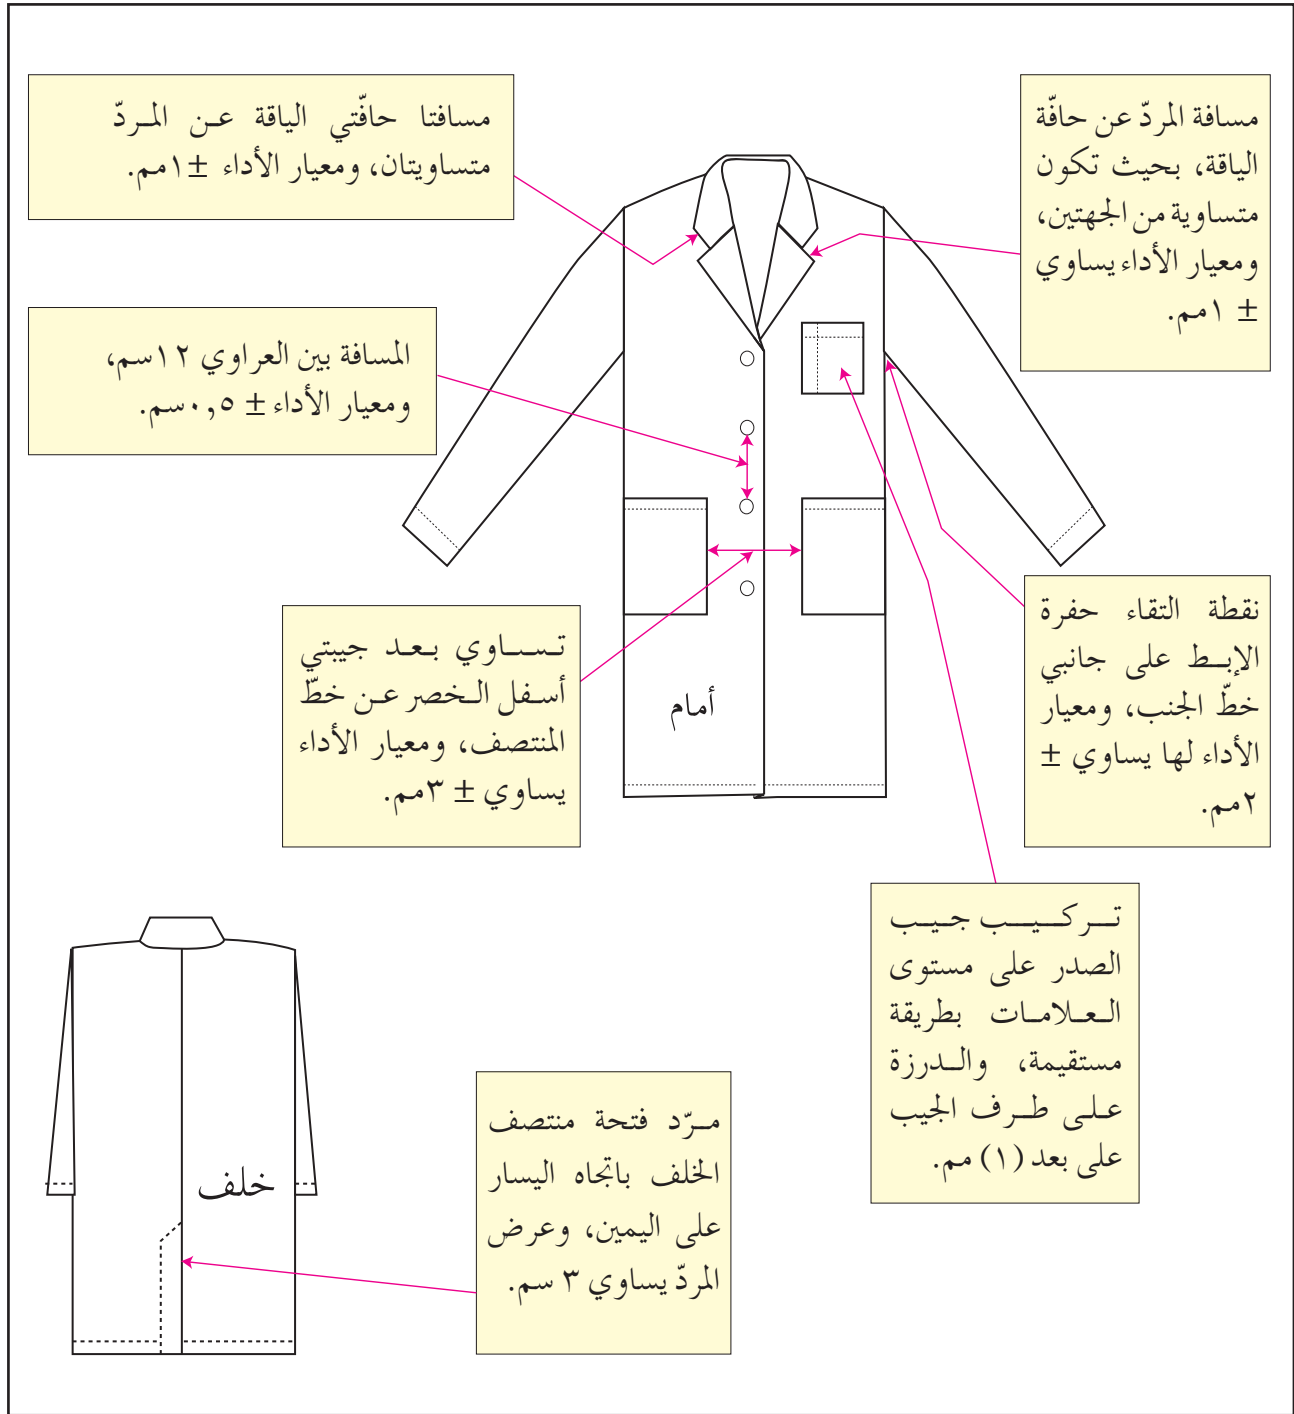 مسافة المردّ عن حافّة
الياقة، بحيث تكون
متساوية من الجهتين،
ومعيار الأداء يساوي
± ١مم.
مسافتا حافّتي الياقة عن المردّ
متساويتان، ومعيار الأداء ±١مم.
المسافة بين العراوي ١٢سم،
ومعيار الأداء ± ٠,٥سم.
نقطة التقاء حفرة
الإبط على جانبي
خطّ الجنب، ومعيار
الأداء لها يساوي ±
٢مم.
تساوي بعد جيبتي
أسفل الخصر عن خطّ
المنتصف، ومعيار الأداء
يساوي ± ٣مم.
أمام
تركيب جيب
الصدر على مستوى
العلامات بطريقة
مستقيمة، والدرزة
على طرف الجيب
على بعد (١) مم.
مرّد فتحة منتصف
الخلف باتجاه اليسار
على اليمين، وعرض
المردّ يساوي ٣ سم.
خلف